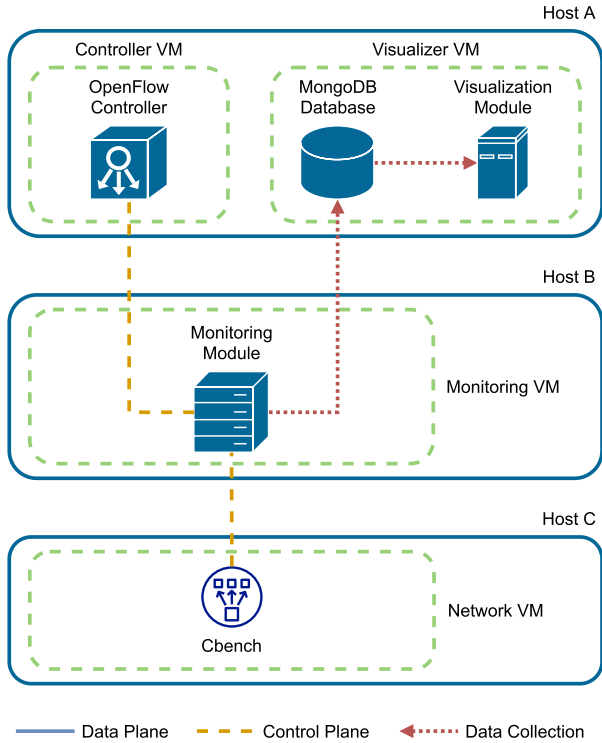 Host A
Controller VM
Visualizer VM
OpenFlow
Controller
MongoDB
Database
Visualization
Module
Host B
Monitoring
Module
Monitoring VM
Host C
Network VM
Cbench
Data Plane
Control Plane
Data Collection